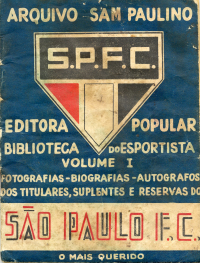 ARQUIVO - SAM PAULINO
S.P.F.C.
EDITORA POPULAR
BIBLIOTECA do ESPORTISTA
VOLUME I
FOTOGRAFIAS - BIOGRAFIAS - AUTOGRAFOS
DOS TITULARES, SUPLENTES E RESERVAS DO
SÃO PAULO F.C.
O MAIS QUERIDO